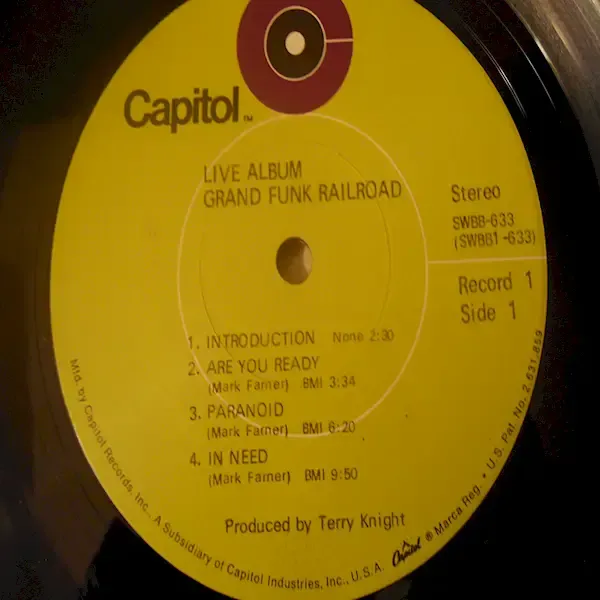 Capitol TM
LIVE ALBUM
GRAND FUNK RAILROAD
Stereo
SWBB-633
(SWBB1-633)
Record 1
Side 1
1. INTRODUCTION None 2:30
2. ARE YOU READY
(Mark Farner) BMI 3:34
3. PARANOID
(Mark Farner) BMI 6:20
4. IN NEED
(Mark Farner) BMI 9:50
Produced by Terry Knight
Mfd. by Capitol Records, Inc., A Subsidiary of Capitol Industries, Inc., U.S.A. Capitol ® Marca Reg. • U.S. Pat. No. 2,631,859